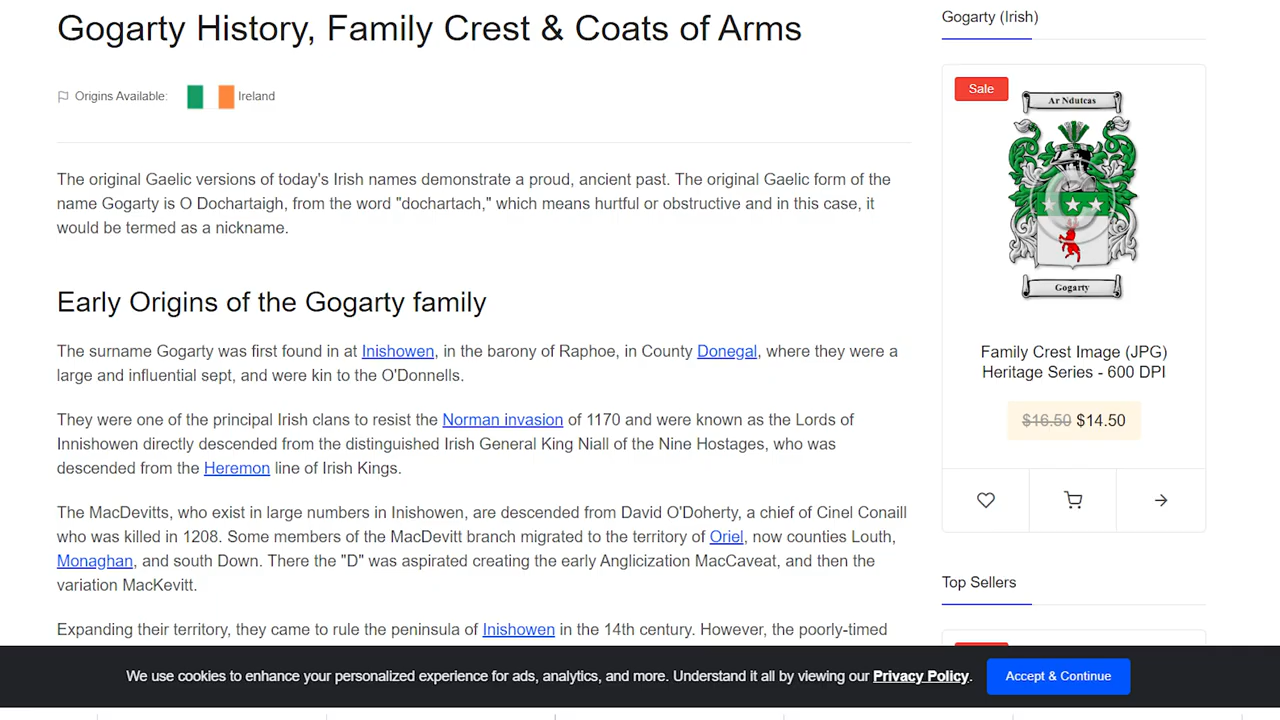 Gogarty History, Family Crest & Coats of Arms
Origins Available: Ireland
The original Gaelic versions of today's Irish names demonstrate a proud, ancient past. The original Gaelic form of the
name Gogarty is O Dochartaigh, from the word "dochartach," which means hurtful or obstructive and in this case, it
would be termed as a nickname.
Early Origins of the Gogarty family
The surname Gogarty was first found in at Inishowen, in the barony of Raphoe, in County Donegal, where they were a
large and influential sept, and were kin to the O'Donnells.
They were one of the principal Irish clans to resist the Norman invasion of 1170 and were known as the Lords of
Innishowen directly descended from the distinguished Irish General King Niall of the Nine Hostages, who was
descended from the Heremon line of Irish Kings.
The MacDevitts, who exist in large numbers in Inishowen, are descended from David O'Doherty, a chief of Cinel Conaill
who was killed in 1208. Some members of the MacDevitt branch migrated to the territory of Oriel, now counties Louth,
Monaghan, and south Down. There the "D" was aspirated creating the early Anglicization MacCaveat, and then the
variation MacKevitt.
Expanding their territory, they came to rule the peninsula of Inishowen in the 14th century. However, the poorly-timed
Gogarty (Irish)
Sale
Ar Ndutcas
Gogarty
Family Crest Image (JPG)
Heritage Series - 600 DPI
$16.50 $14.50
Top Sellers
We use cookies to enhance your personalized experience for ads, analytics, and more. Understand it all by viewing our Privacy Policy.
Accept & Continue